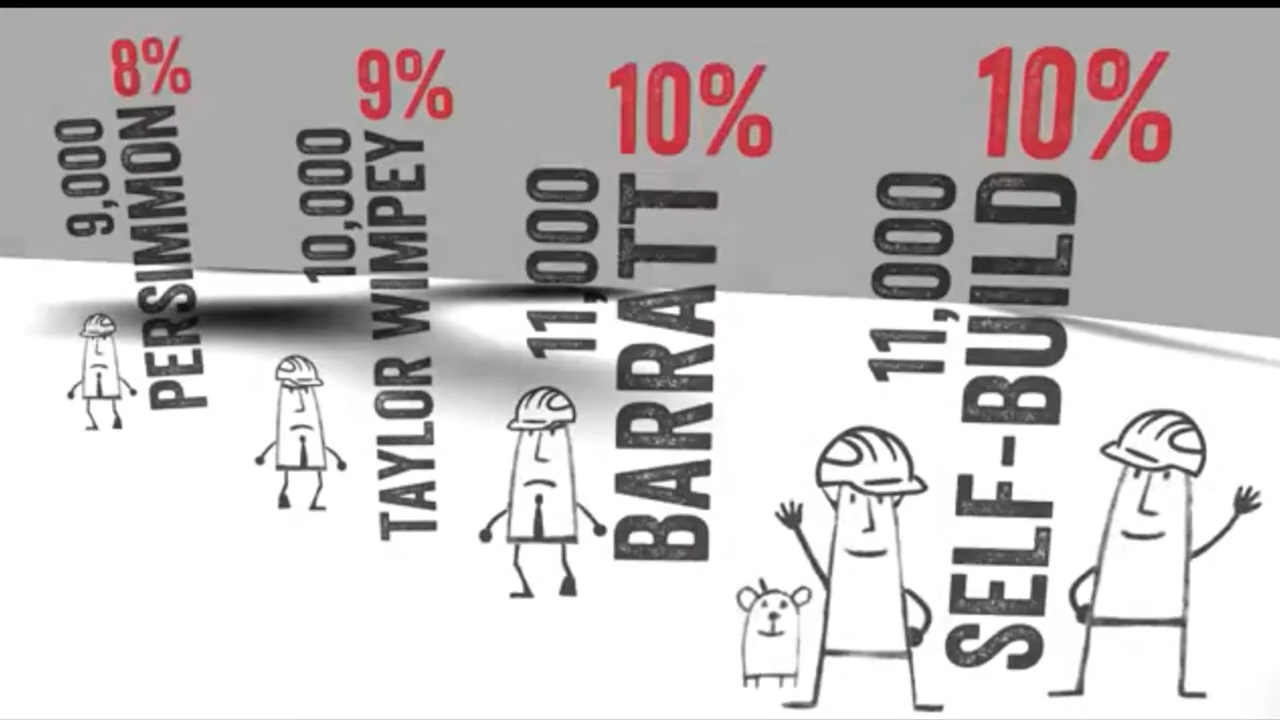 8%
9,000
PERSIMMON
9%
10,000
TAYLOR WIMPEY
10%
11,000
BARRATT
10%
11,000
SELF-BUILD